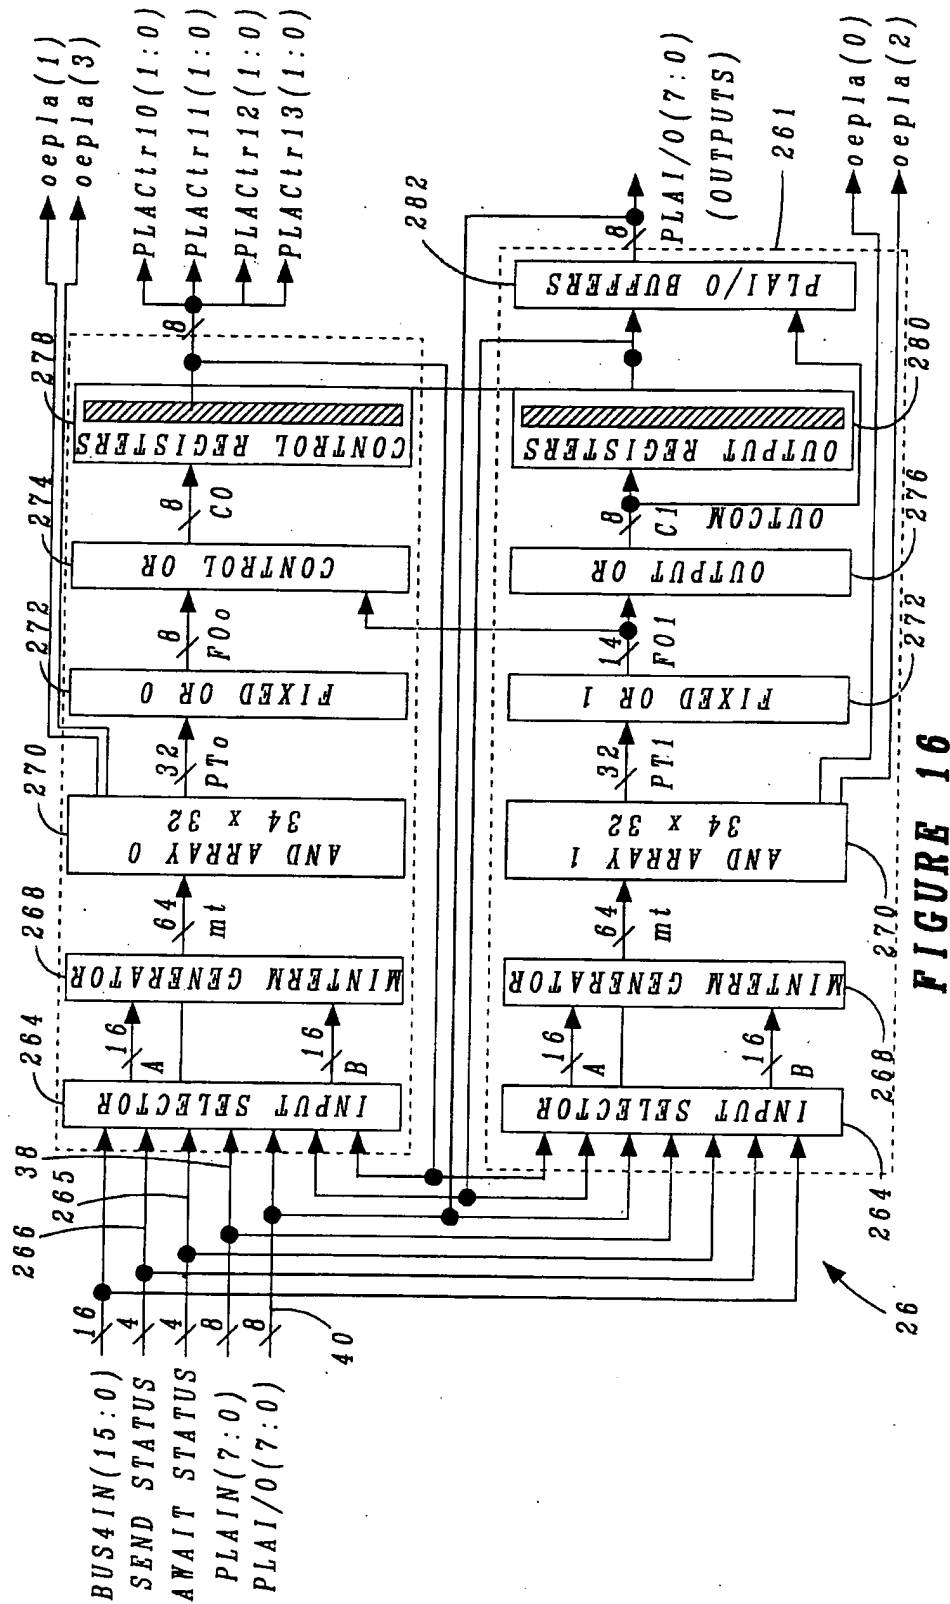 BUS4IN(15:0)
SEND STATUS
AWAIT STATUS
PLAIN(7:0)
PLAI/O(7:0)
16
4
4
8
8
266
265
38
40
264
INPUT SELECTOR
16
A
16
B
268
MINTERM GENERATOR
64
mt
270
AND ARRAY 0
34 x 32
32
PTo
272
FIXED OR 0
8
FOo
274
CONTROL OR
8
CO
278
CONTROL REGISTERS
8
oepla(1)
oepla(3)
PLACtr10(1:0)
PLACtr11(1:0)
PLACtr12(1:0)
PLACtr13(1:0)
INPUT SELECTOR
264
16
A
16
B
MINTERM GENERATOR
268
64
mt
AND ARRAY 1
34 x 32
270
32
PT1
FIXED OR 1
272
14
FO1
OUTPUT OR
276
8
C1
OUTCOM
OUTPUT REGISTERS
280
PLAI/O BUFFERS
282
8
PLAI/O(7:0)
(OUTPUTS)
261
oepla(0)
oepla(2)
26
FIGURE 16